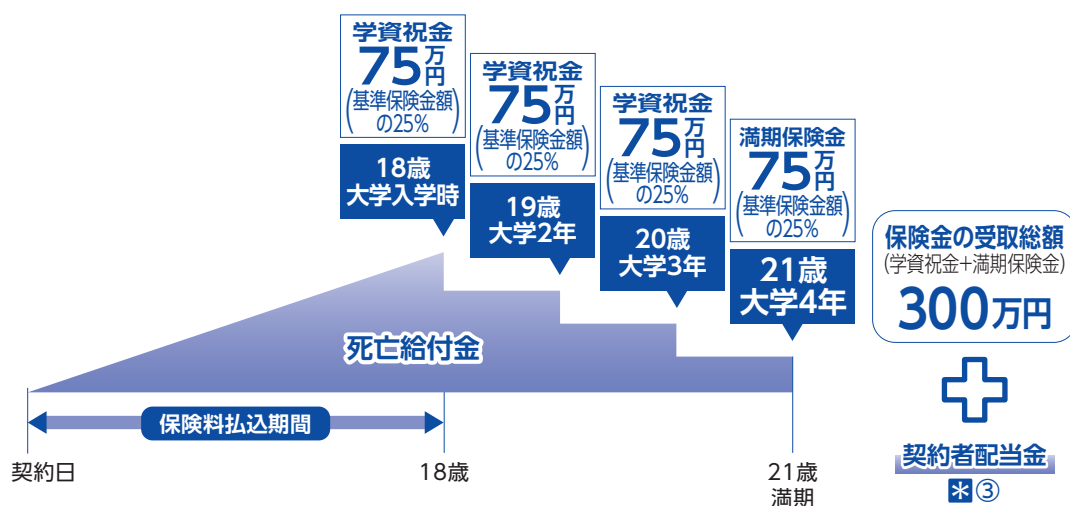 学資祝金
75万円
(基準保険金額
の25%)
18歳
大学入学時
学資祝金
75万円
(基準保険金額
の25%)
19歳
大学2年
学資祝金
75万円
(基準保険金額
の25%)
20歳
大学3年
満期保険金
75万円
(基準保険金額
の25%)
21歳
大学4年
保険金の受取総額
(学資祝金+満期保険金)
300万円
死亡給付金
保険料払込期間
契約日
18歳
21歳
満期
契約者配当金
*③